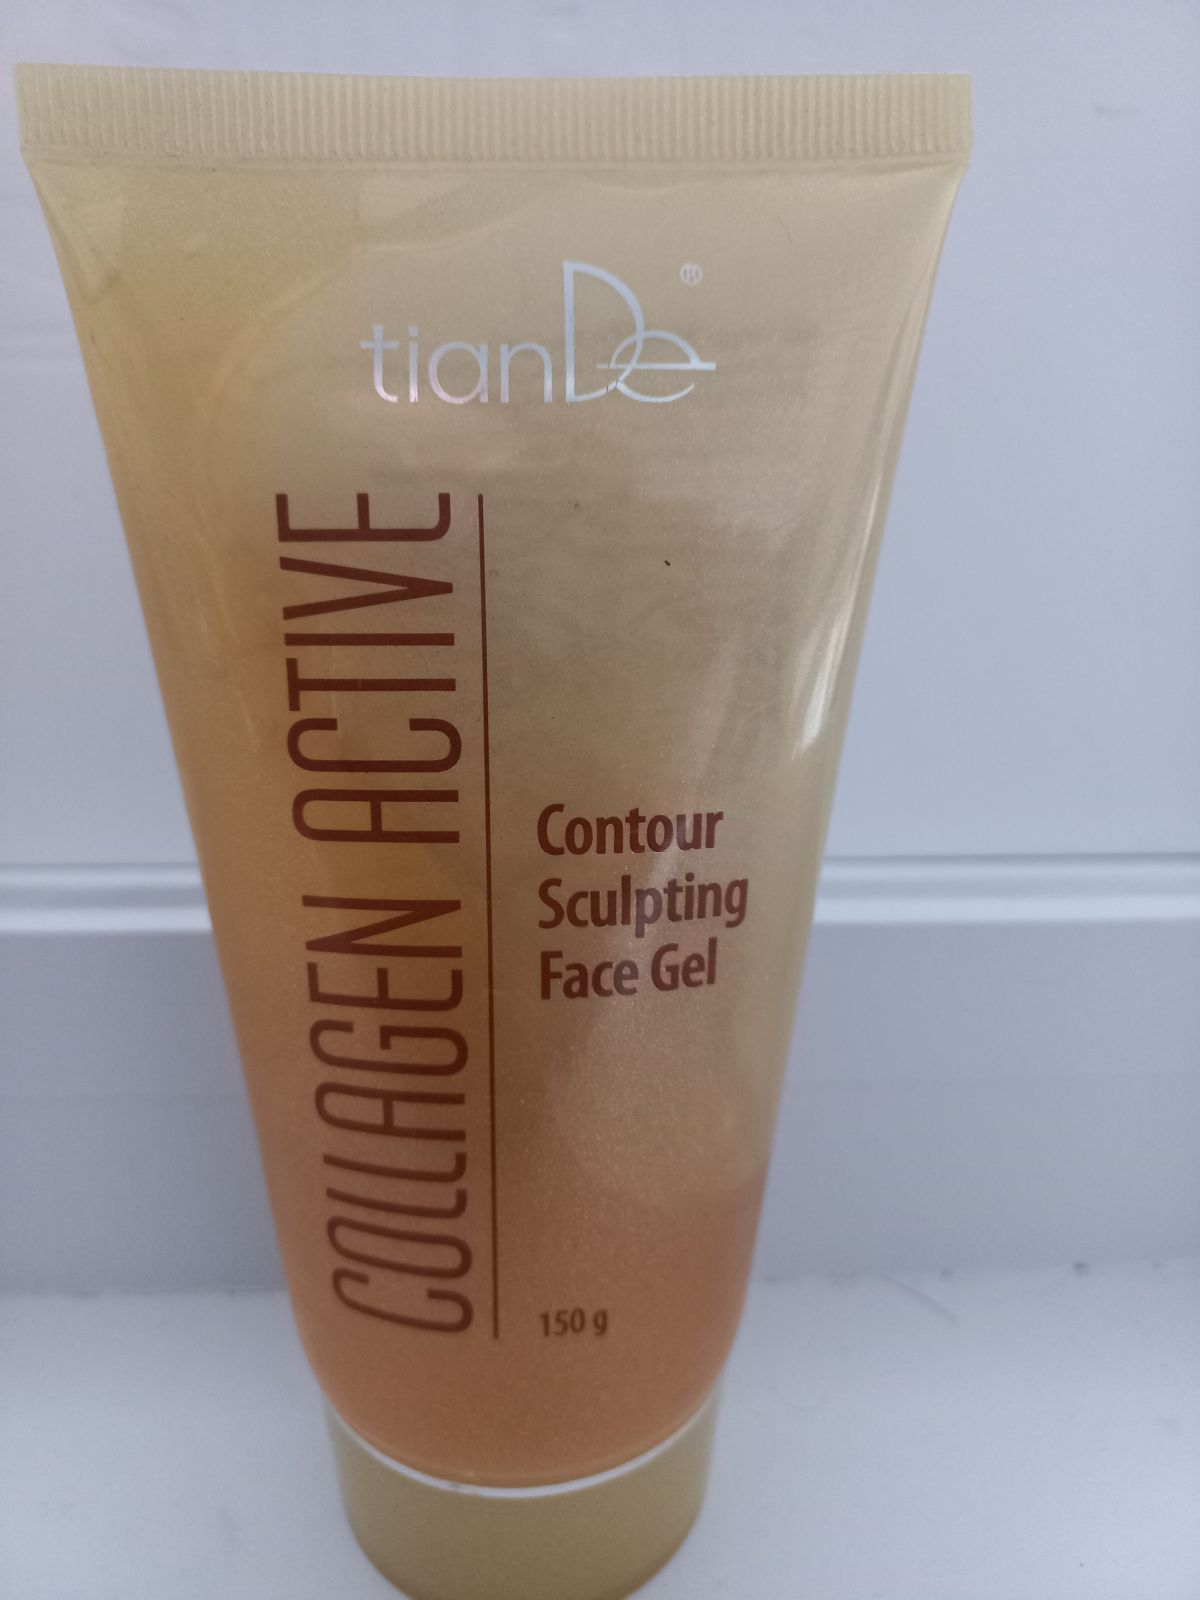 tianDe®
COLLAGEN ACTIVE
Contour
Sculpting
Face Gel
150 g